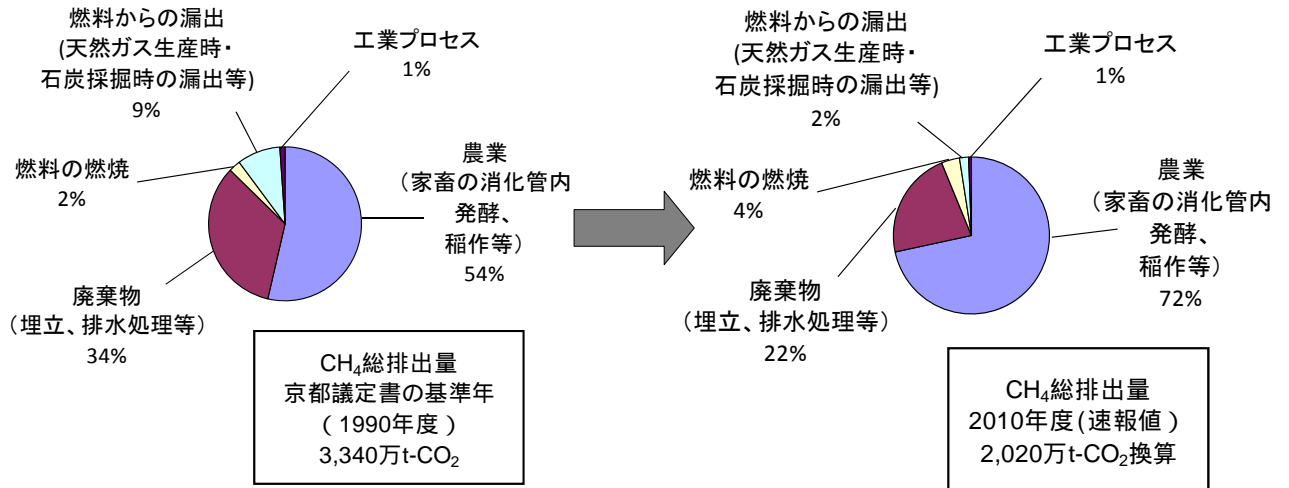 燃料からの漏出
(天然ガス生産時・
石炭採掘時の漏出等)
9%
工業プロセス
1%
燃料の燃焼
2%
農業
（家畜の消化管内
発酵、
稲作等）
54%
廃棄物
（埋立、排水処理等）
34%
CH₄総排出量
京都議定書の基準年
（1990年度）
3,340万t-CO₂
燃料からの漏出
(天然ガス生産時・
石炭採掘時の漏出等)
2%
工業プロセス
1%
燃料の燃焼
4%
農業
（家畜の消化管内
発酵、
稲作等）
72%
廃棄物
（埋立、排水処理等）
22%
CH₄総排出量
2010年度(速報値）
2,020万t-CO₂換算